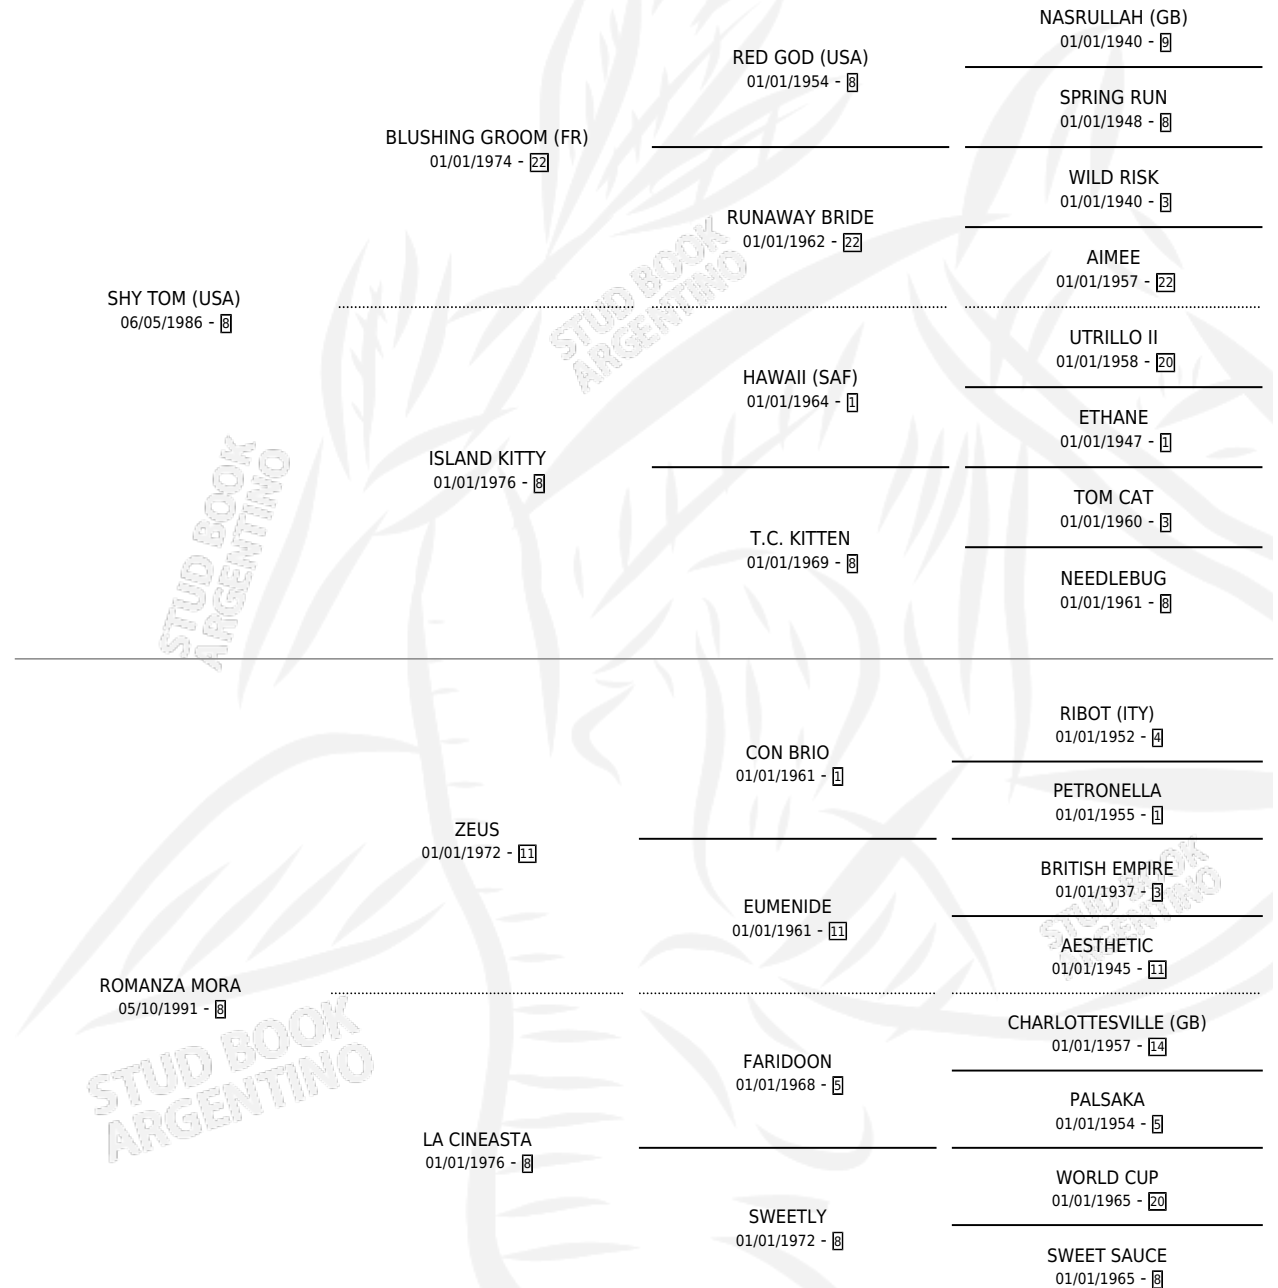 NASRULLAH (GB)
01/01/1940 - 9
RED GOD (USA)
01/01/1954 - 8
SPRING RUN
01/01/1948 - 8
BLUSHING GROOM (FR)
01/01/1974 - 22
WILD RISK
01/01/1940 - 3
RUNAWAY BRIDE
01/01/1962 - 22
AIMEE
01/01/1957 - 22
SHY TOM (USA)
06/05/1986 - 8
UTRILLO II
01/01/1958 - 20
HAWAII (SAF)
01/01/1964 - 1
ETHANE
01/01/1947 - 1
ISLAND KITTY
01/01/1976 - 8
TOM CAT
01/01/1960 - 3
T.C. KITTEN
01/01/1969 - 8
NEEDLEBUG
01/01/1961 - 8
RIBOT (ITY)
01/01/1952 - 4
CON BRIO
01/01/1961 - 1
PETRONELLA
01/01/1955 - 1
ZEUS
01/01/1972 - 11
BRITISH EMPIRE
01/01/1937 - 3
EUMENIDE
01/01/1961 - 11
AESTHETIC
01/01/1945 - 11
ROMANZA MORA
05/10/1991 - 8
CHARLOTTESVILLE (GB)
01/01/1957 - 14
FARIDOON
01/01/1968 - 5
PALSAKA
01/01/1954 - 5
LA CINEASTA
01/01/1976 - 8
WORLD CUP
01/01/1965 - 20
SWEETLY
01/01/1972 - 8
SWEET SAUCE
01/01/1965 - 8
STUD BOOK
ARGENTINO
STUD BOOK
ARGENTINO
STUD BOOK
ARGENTINO
STUD BOOK
ARGENTINO